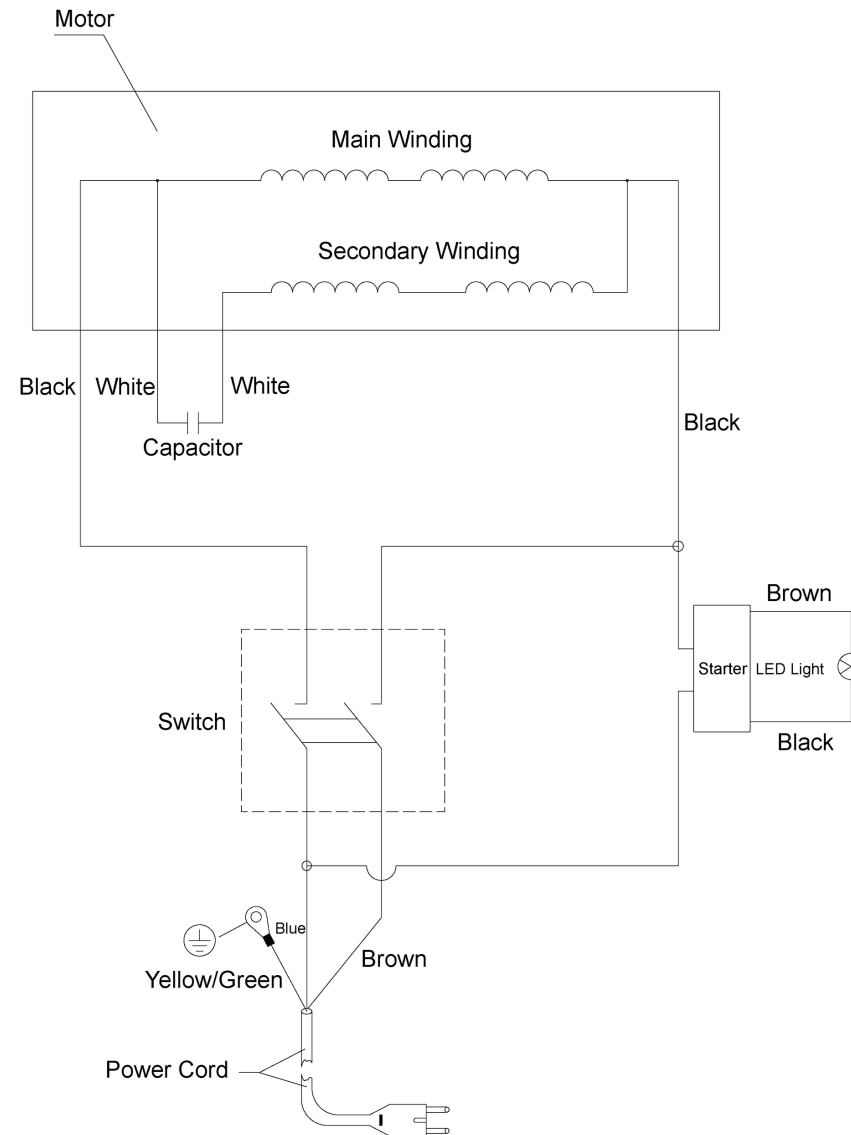 Motor
Main Winding
Secondary Winding
Black White White
Capacitor
Black
Brown
Starter LED Light
Switch
Black
Blue
Brown
Yellow/Green
Power Cord